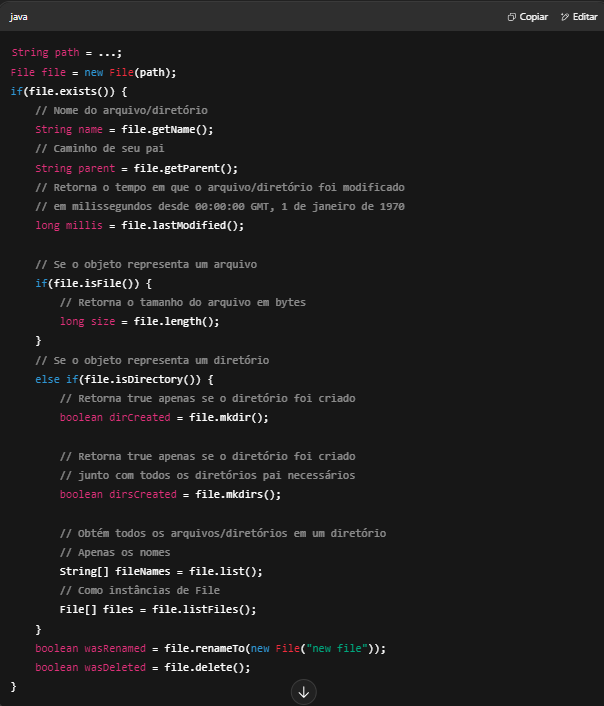 java
Copiar
Editar
String path = ...;
File file = new File(path);
if(file.exists()) {
// Nome do arquivo/diretório
String name = file.getName();
// Caminho de seu pai
String parent = file.getParent();
// Retorna o tempo em que o arquivo/diretório foi modificado
// em milissegundos desde 00:00:00 GMT, 1 de janeiro de 1970
long millis = file.lastModified();
// Se o objeto representa um arquivo
if(file.isFile()) {
// Retorna o tamanho do arquivo em bytes
long size = file.length();
}
// Se o objeto representa um diretório
else if(file.isDirectory()) {
// Retorna true apenas se o diretório foi criado
boolean dirCreated = file.mkdir();
// Retorna true apenas se o diretório foi criado
// junto com todos os diretórios pai necessários
boolean dirsCreated = file.mkdirs();
// Obtém todos os arquivos/diretórios em um diretório
// Apenas os nomes
String[] fileNames = file.list();
// Como instâncias de File
File[] files = file.listFiles();
}
boolean wasRenamed = file.renameTo(new File("new file"));
boolean wasDeleted = file.delete();
}